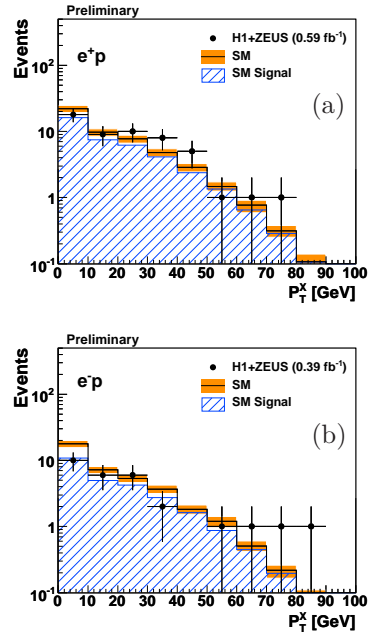 Preliminary
Events
10²
10
1
10⁻¹
e⁺p
H1+ZEUS (0.59 fb⁻¹)
SM
SM Signal
(a)
0 10 20 30 40 50 60 70 80 90 100
P_T^X [GeV]
Preliminary
Events
10²
10
1
10⁻¹
e⁻p
H1+ZEUS (0.39 fb⁻¹)
SM
SM Signal
(b)
0 10 20 30 40 50 60 70 80 90 100
P_T^X [GeV]